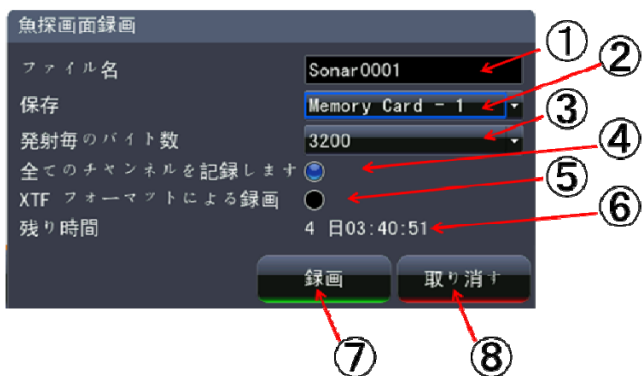 魚探画面録画
ファイル名 Sonar0001 ①
保存 Memory Card - 1 ②
発射毎のバイト数 3200 ③
全てのチャンネルを記録します ④
XTF フォーマットによる録画 ⑤
残り時間 4 日03:40:51 ⑥
録画 取り消す
⑦ ⑧